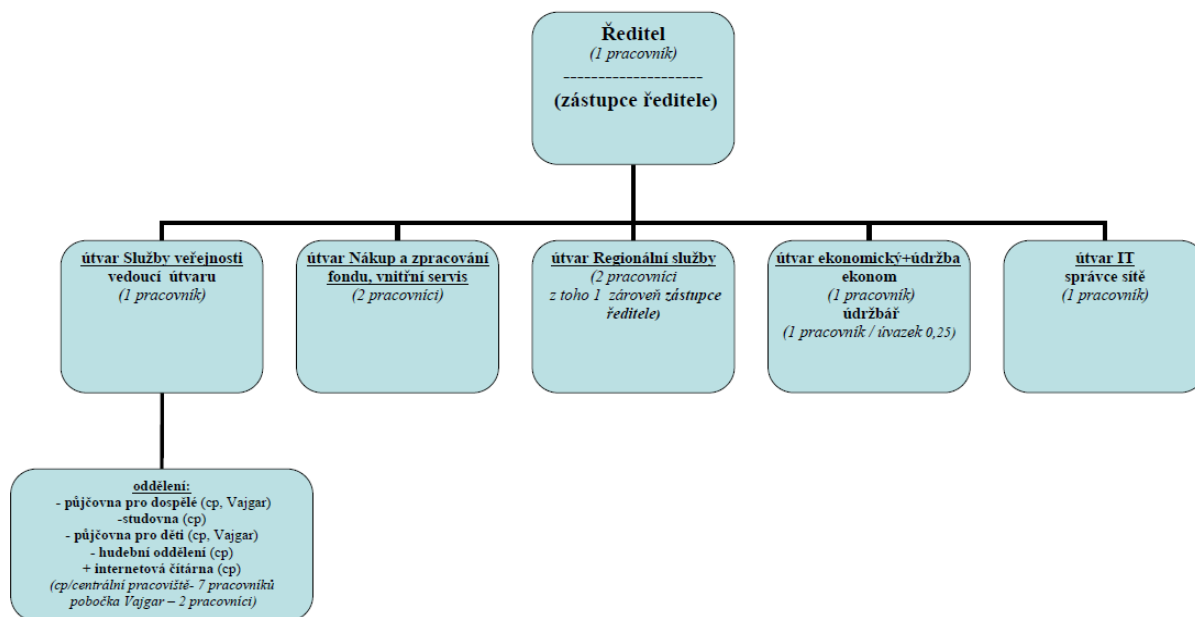 Ředitel
(1 pracovník)
---------------------
(zástupce ředitele)
útvar Služby veřejnosti
vedoucí útvaru
(1 pracovník)
útvar Nákup a zpracování
fondu, vnitřní servis
(2 pracovníci)
útvar Regionální služby
(2 pracovníci
z toho 1 zároveň zástupce
ředitele)
útvar ekonomický+údržba
ekonom
(1 pracovník)
údržbář
(1 pracovník / úvazek 0,25)
útvar IT
správce sítě
(1 pracovník)
oddělení:
- půjčovna pro dospělé (cp, Vajgar)
-studovna (cp)
- půjčovna pro děti (cp, Vajgar)
- hudební oddělení (cp)
+ internetová čítárna (cp)
(cp/centrální pracoviště- 7 pracovníků
pobočka Vajgar – 2 pracovníci)